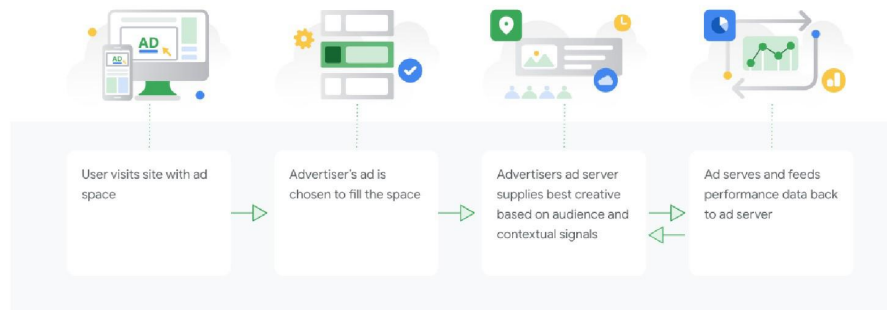 AD
AD
User visits site with ad
space
Advertiser's ad is
chosen to fill the space
Advertisers ad server
supplies best creative
based on audience and
contextual signals
Ad serves and feeds
performance data back
to ad server